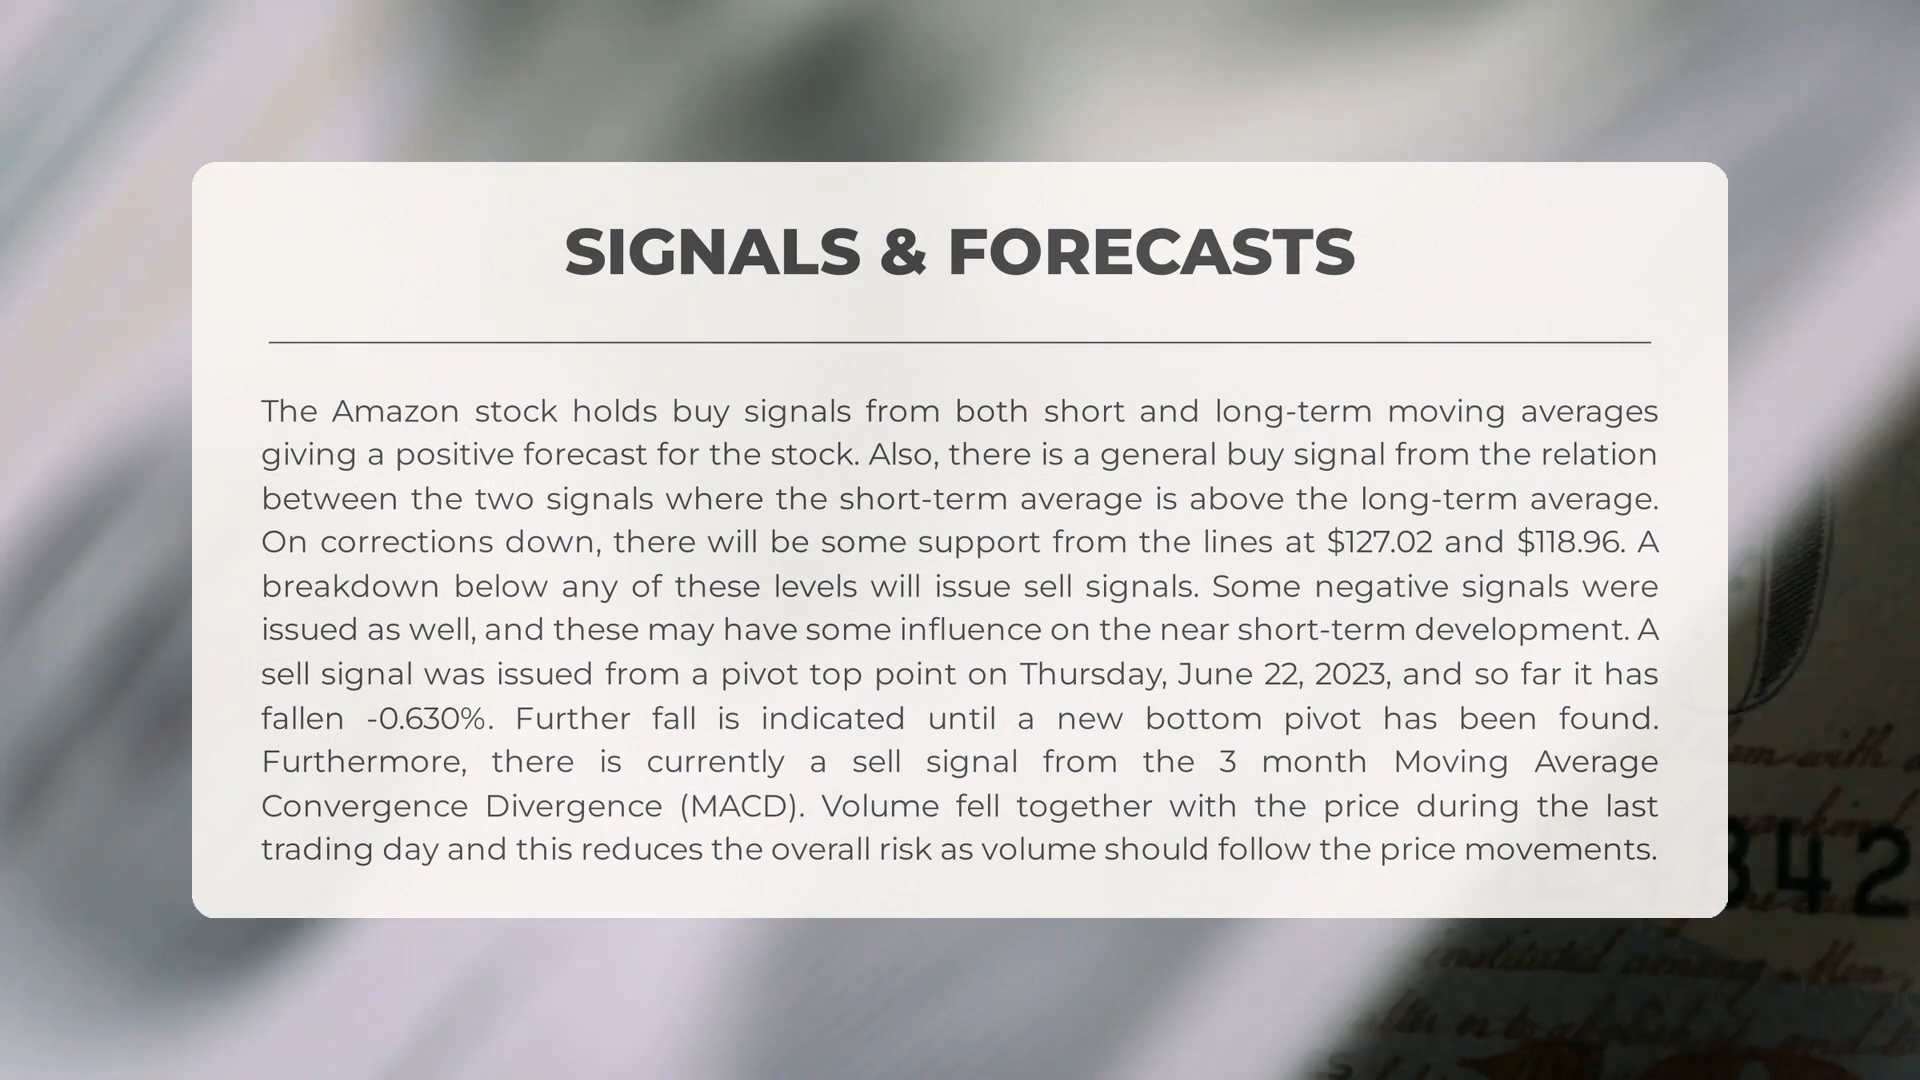 SIGNALS & FORECASTS
The Amazon stock holds buy signals from both short and long-term moving averages
giving a positive forecast for the stock. Also, there is a general buy signal from the relation
between the two signals where the short-term average is above the long-term average.
On corrections down, there will be some support from the lines at $127.02 and $118.96. A
breakdown below any of these levels will issue sell signals. Some negative signals were
issued as well, and these may have some influence on the near short-term development. A
sell signal was issued from a pivot top point on Thursday, June 22, 2023, and so far it has
fallen -0.630%. Further fall is indicated until a new bottom pivot has been found.
Furthermore, there is currently a sell signal from the 3 month Moving Average
Convergence Divergence (MACD). Volume fell together with the price during the last
trading day and this reduces the overall risk as volume should follow the price movements.
342